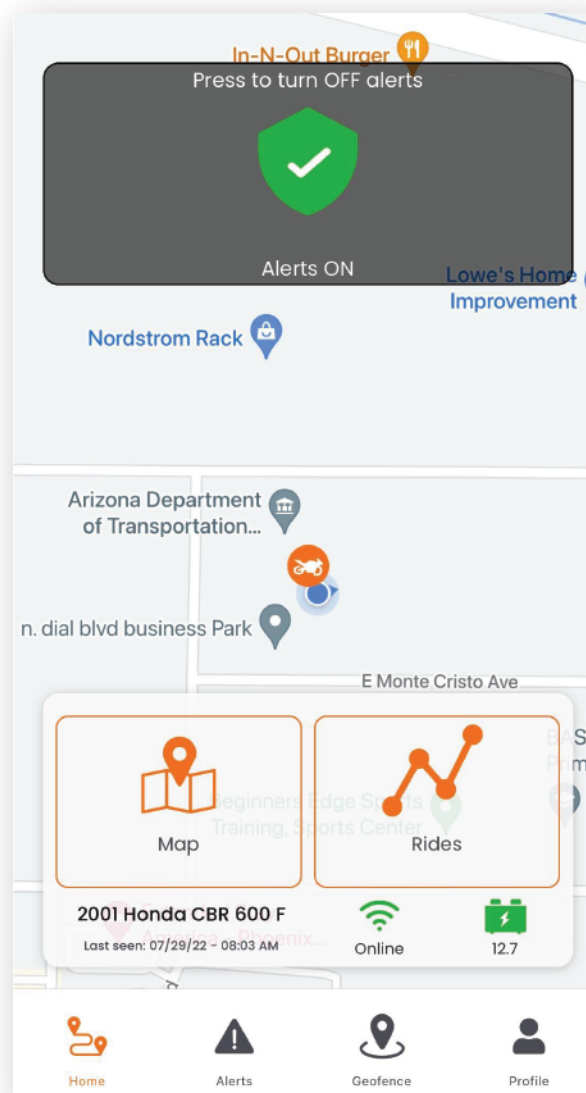 In-N-Out Burger
Press to turn OFF alerts
Alerts ON
Lowe's Home
Improvement
Nordstrom Rack
Arizona Department
of Transportation...
n. dial blvd business Park
E Monte Cristo Ave
Map
Rides
Beginners Edge Sports
Training, Sports Center
2001 Honda CBR 600 F
Last seen: 07/29/22 - 08:03 AM
Online
12.7
Home
Alerts
Geofence
Profile